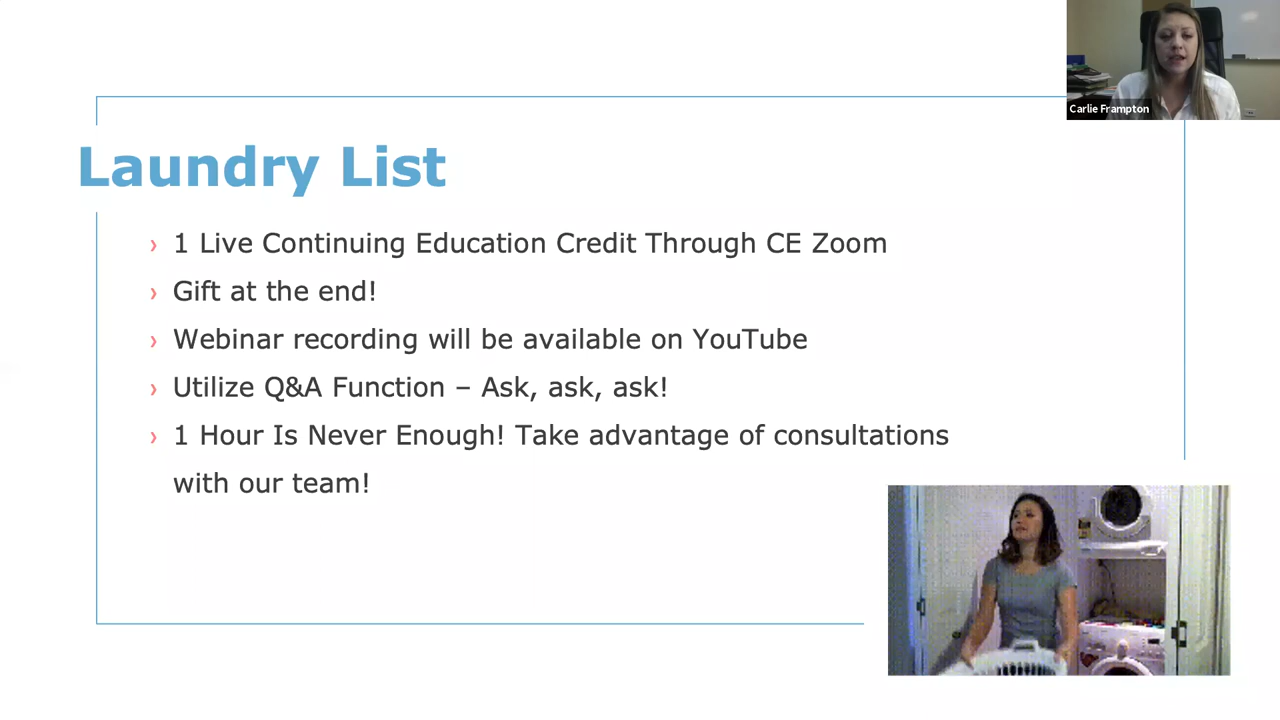 Carlie Frampton
Laundry List
› 1 Live Continuing Education Credit Through CE Zoom
› Gift at the end!
› Webinar recording will be available on YouTube
› Utilize Q&A Function – Ask, ask, ask!
› 1 Hour Is Never Enough! Take advantage of consultations
with our team!